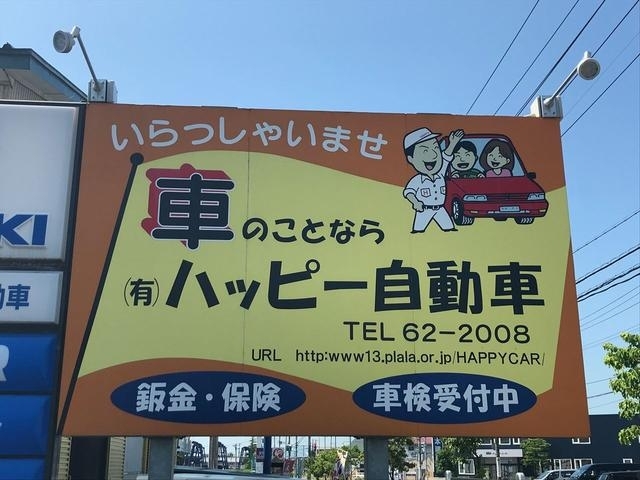 いらっしゃいませ
車のことなら
(有)ハッピー自動車
TEL 62-2008
URL http:www13.plala.or.jp/HAPPYCAR/
鈑金・保険
車検受付中
KI
動車
R